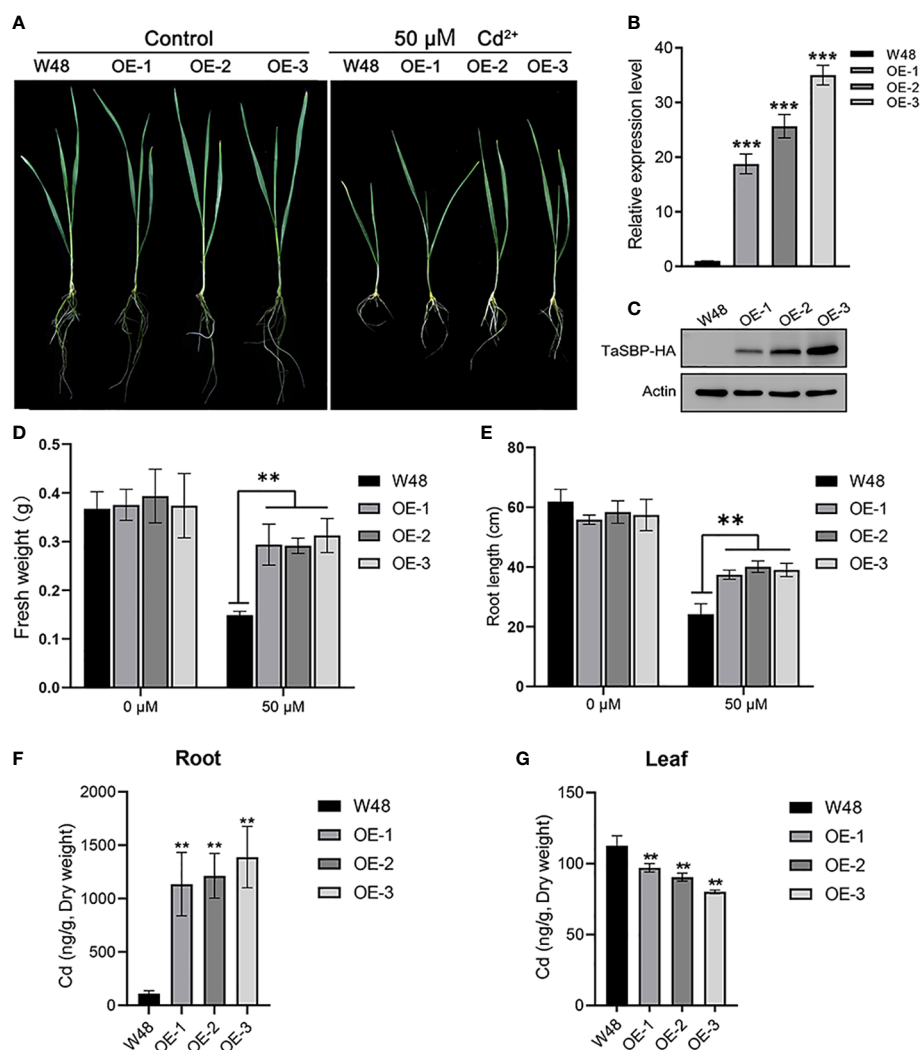 A
Control
50 μM Cd²⁺
W48 OE-1 OE-2 OE-3 W48 OE-1 OE-2 OE-3
B
Relative expression level
40
30
20
10
0
***
***
***
W48
OE-1
OE-2
OE-3
C
W48 OE-1 OE-2 OE-3
TaSBP-HA
Actin
D
Fresh weight (g)
0.5
0.4
0.3
0.2
0.1
0.0
**
0 μM 50 μM
W48
OE-1
OE-2
OE-3
E
Root length (cm)
80
60
40
20
0
**
0 μM 50 μM
W48
OE-1
OE-2
OE-3
F
Root
Cd (ng/g, Dry weight)
2000
1500
1000
500
0
** ** **
W48 OE-1 OE-2 OE-3
W48
OE-1
OE-2
OE-3
G
Leaf
Cd (ng/g, Dry weight)
150
100
50
0
**
**
**
W48 OE-1 OE-2 OE-3
W48
OE-1
OE-2
OE-3